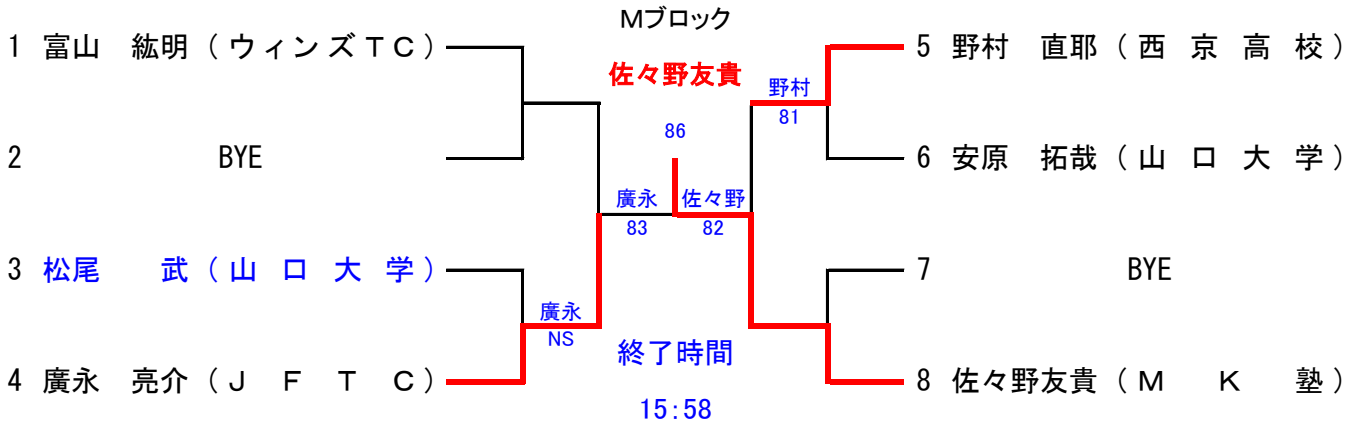 Mブロック
1 富山 紘明 ( ウィンズTC )
佐々野友貴
5 野村 直耶 ( 西 京 高 校 )
野村
81
86
2 BYE
6 安原 拓哉 ( 山 口 大 学 )
廣永
83
佐々野
82
3 松尾 武 ( 山 口 大 学 )
7 BYE
廣永
NS
終了時間
4 廣永 亮介 ( J F T C )
8 佐々野友貴 ( M K 塾 )
15:58